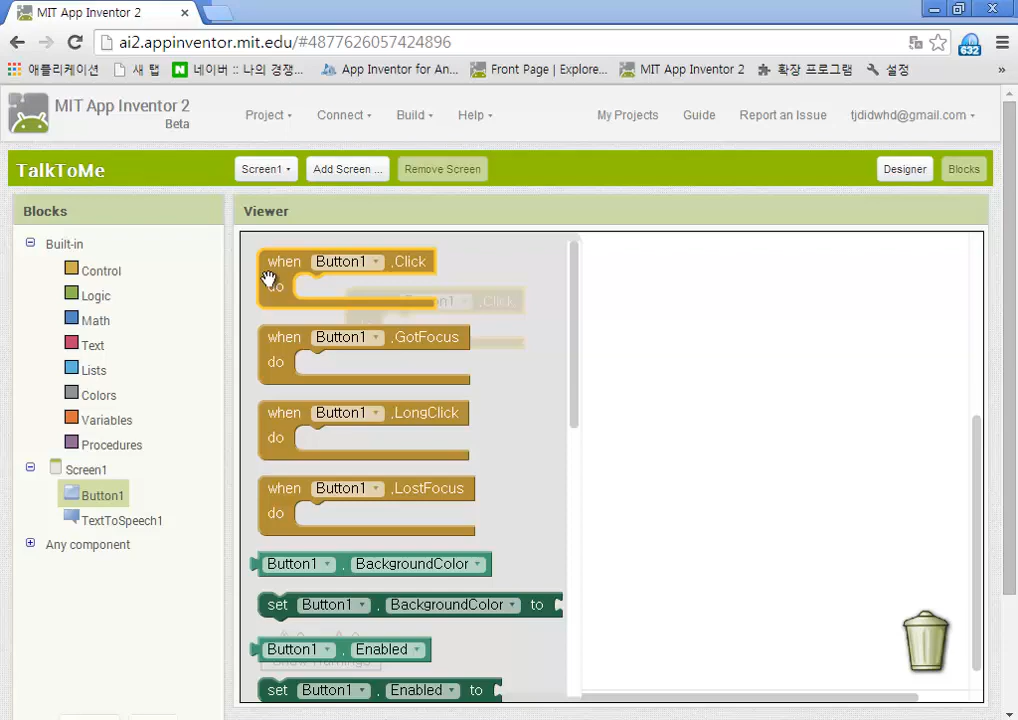 MIT App Inventor 2
ai2.appinventor.mit.edu/#4877626057424896
632
애플리케이션 새 탭 N 네이버 :: 나의 경쟁... App Inventor for An... Front Page | Explore... MIT App Inventor 2 확장 프로그램 설정 »
MIT App Inventor 2
Beta
Project Connect Build Help My Projects Guide Report an Issue tjdidwhd@gmail.com
TalkToMe Screen1 Add Screen ... Remove Screen Designer Blocks
Blocks Viewer
Built-in
Control
Logic
Math
Text
Lists
Colors
Variables
Procedures
Screen1
Button1
TextToSpeech1
Any component
when Button1 .Click
do
when Button1 .GotFocus
do
when Button1 .LongClick
do
when Button1 .LostFocus
do
Button1 . BackgroundColor
set Button1 . BackgroundColor to
Button1 . Enabled
Show Warnings
set Button1 . Enabled to